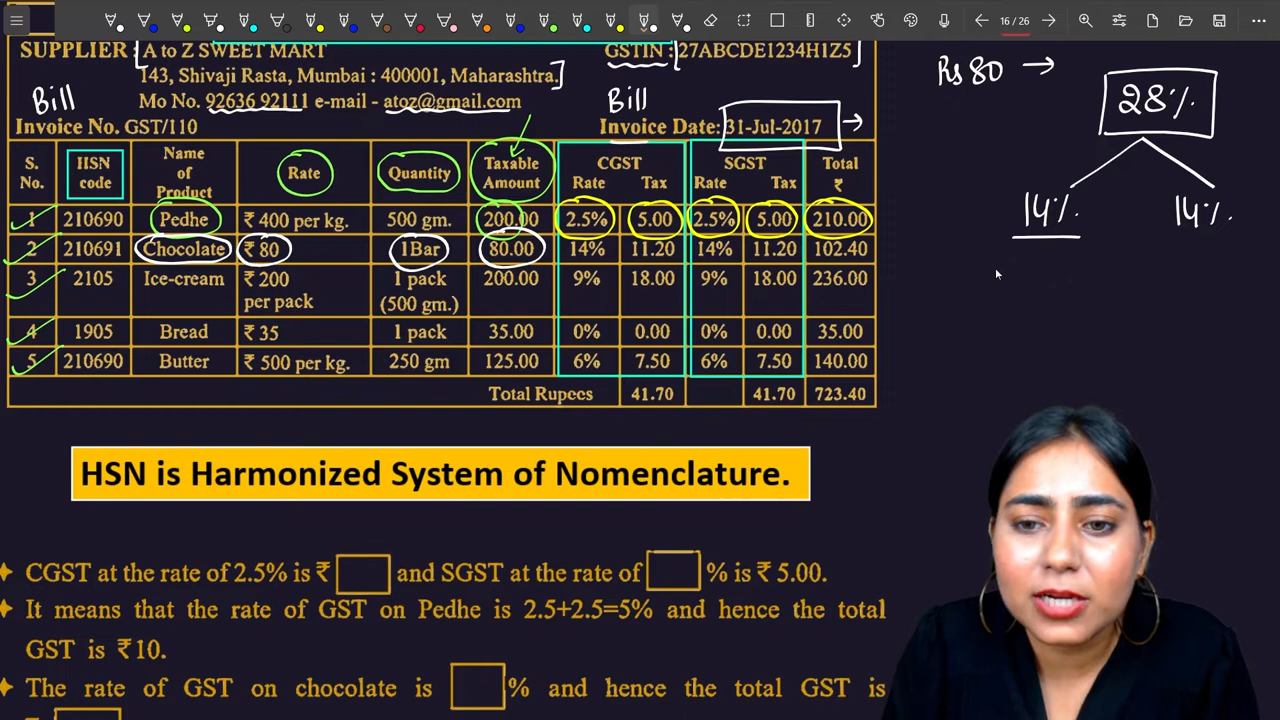 16 / 26
SUPPLIER : A to Z SWEET MART GSTIN : 27ABCDE1234H1Z5
143, Shivaji Rasta, Mumbai : 400001, Maharashtra.
Mo No. 92636 92111 e-mail - atoz@gmail.com
Bill Bill
Invoice No. GST/110 Invoice Date: 31-Jul-2017
S. No. HSN code Name of Product Rate Quantity Taxable Amount CGST Rate Tax SGST Rate Tax Total ₹
1 210690 Pedhe ₹ 400 per kg. 500 gm. 200.00 2.5% 5.00 2.5% 5.00 210.00
2 210691 Chocolate ₹ 80 1Bar 80.00 14% 11.20 14% 11.20 102.40
3 2105 Ice-cream ₹ 200 per pack 1 pack (500 gm.) 200.00 9% 18.00 9% 18.00 236.00
4 1905 Bread ₹ 35 1 pack 35.00 0% 0.00 0% 0.00 35.00
5 210690 Butter ₹ 500 per kg. 250 gm 125.00 6% 7.50 6% 7.50 140.00
Total Rupees 41.70 41.70 723.40
Rs 80 → 28%
14% 14%
HSN is Harmonized System of Nomenclature.
CGST at the rate of 2.5% is ₹ and SGST at the rate of % is ₹ 5.00.
It means that the rate of GST on Pedhe is 2.5+2.5=5% and hence the total
GST is ₹ 10.
The rate of GST on chocolate is % and hence the total GST is